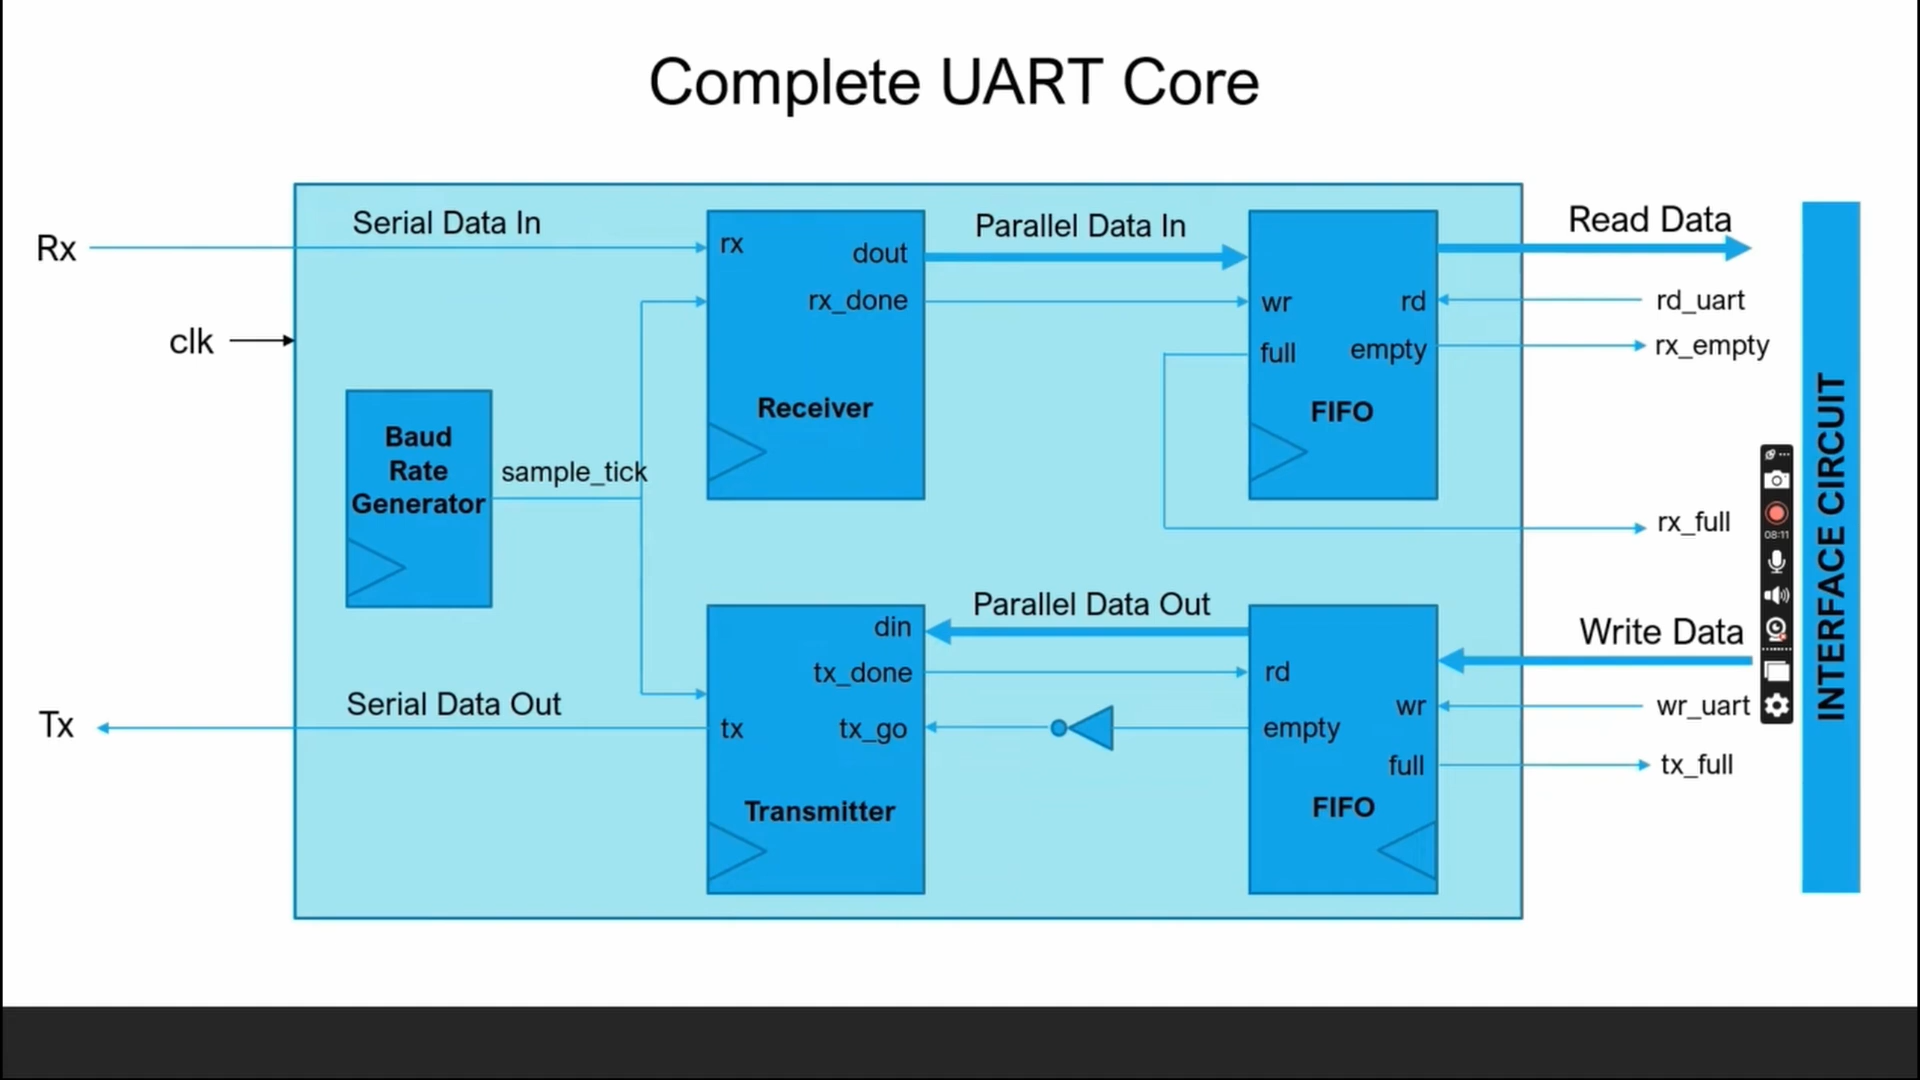 Complete UART Core
Rx
Serial Data In
rx
dout
Parallel Data In
Read Data
rx_done
wr
rd
rd_uart
clk
full
empty
rx_empty
Receiver
FIFO
Baud
Rate
Generator
sample_tick
rx_full
08:11
INTERFACE CIRCUIT
Parallel Data Out
din
Write Data
tx_done
rd
Tx
Serial Data Out
wr
wr_uart
tx
tx_go
empty
full
tx_full
Transmitter
FIFO